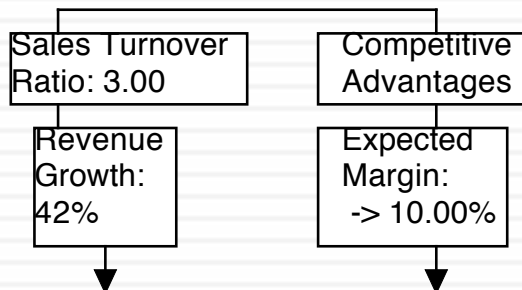 Sales Turnover
Ratio: 3.00
Competitive
Advantages
Revenue
Growth:
42%
Expected
Margin:
-> 10.00%